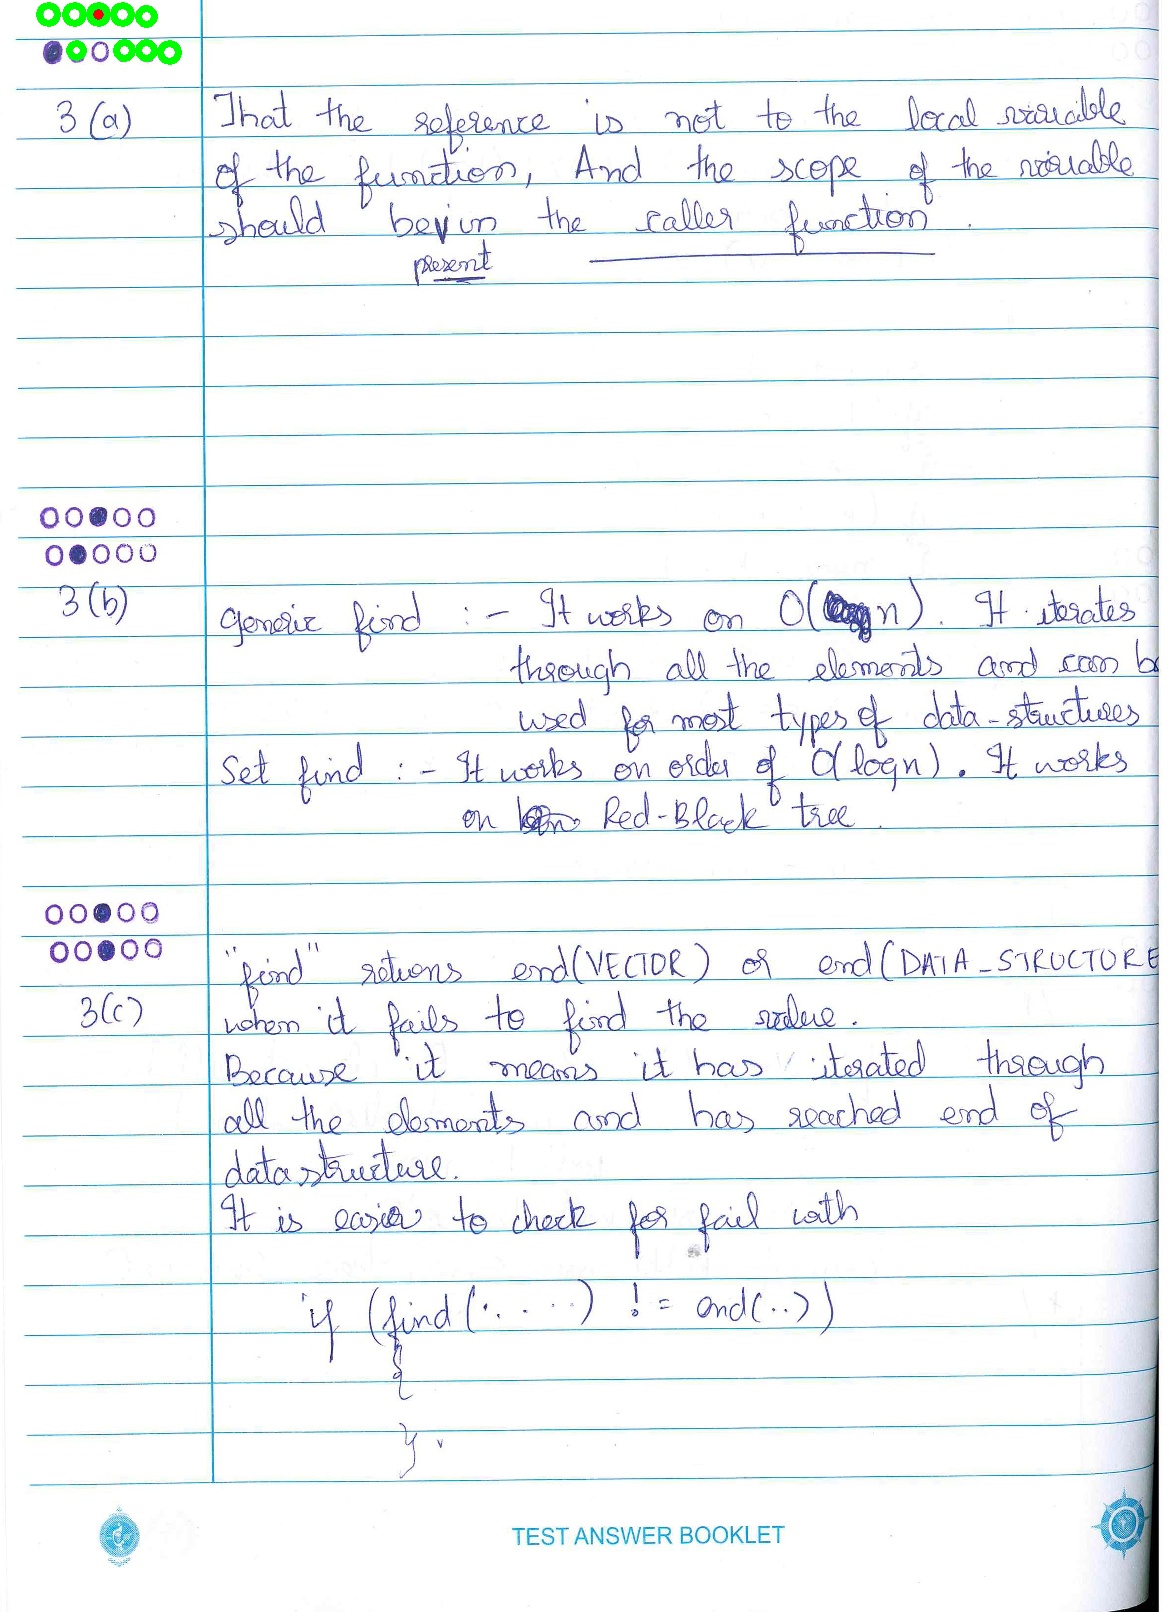 3 (a) That the reference is not to the local variable
of the function, And the scope of the variable
should be in the caller function.
present
3(b)
Generic find : - It works on O(n). It iterates
through all the elements and can be
used for most types of data-structures
Set find : - It works on order of O(logn). It works
on Red-Black tree.
"find" returns end(VECTOR) or end(DATA_STRUCTURE
3(c)
when it fails to find the value.
Because it means it has iterated through
all the elements and has reached end of
data structure.
It is easier to check for fail with
if (find(.....) != end(..))
{
}.
TEST ANSWER BOOKLET